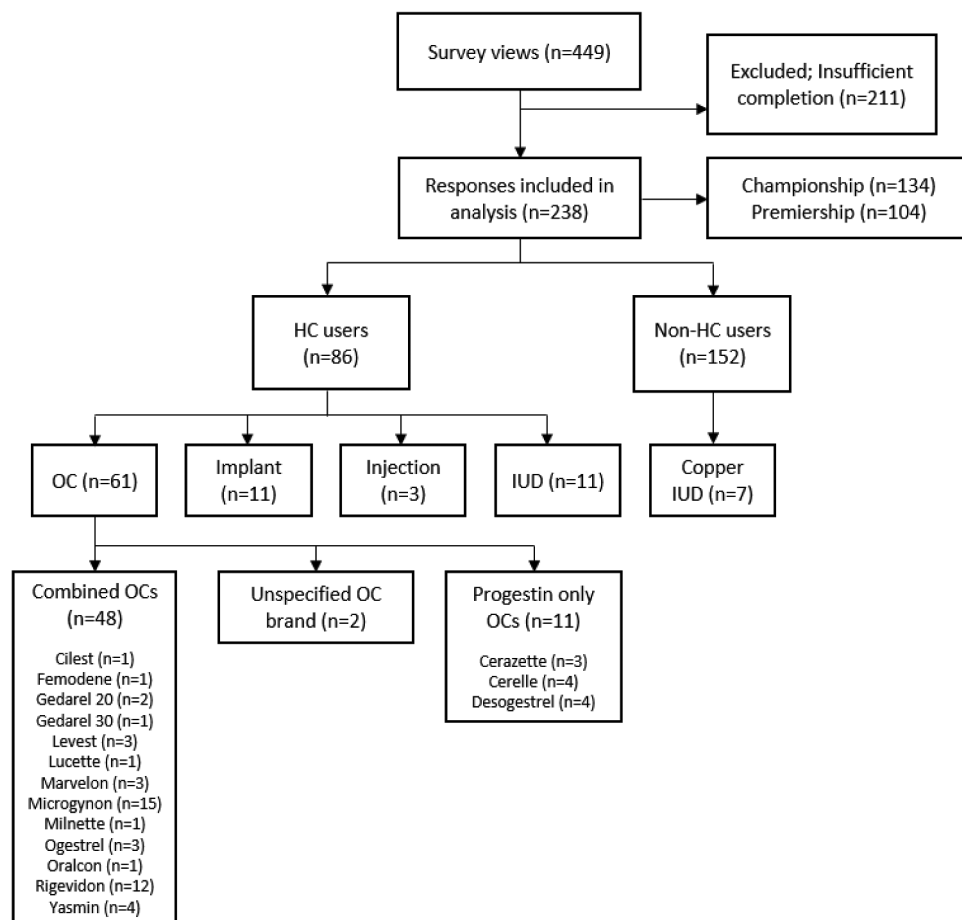 Survey views (n=449)
Excluded; Insufficient
completion (n=211)
Responses included in
analysis (n=238)
Championship (n=134)
Premiership (n=104)
HC users
(n=86)
Non-HC users
(n=152)
OC (n=61)
Implant
(n=11)
Injection
(n=3)
IUD (n=11)
Copper
IUD (n=7)
Combined OCs
(n=48)
Cilest (n=1)
Femodene (n=1)
Gedarel 20 (n=2)
Gedarel 30 (n=1)
Levest (n=3)
Lucette (n=1)
Marvelon (n=3)
Microgynon (n=15)
Milnette (n=1)
Ogestrel (n=3)
Oralcon (n=1)
Rigevidon (n=12)
Yasmin (n=4)
Unspecified OC
brand (n=2)
Progestin only
OCs (n=11)
Cerazette (n=3)
Cerelle (n=4)
Desogestrel (n=4)